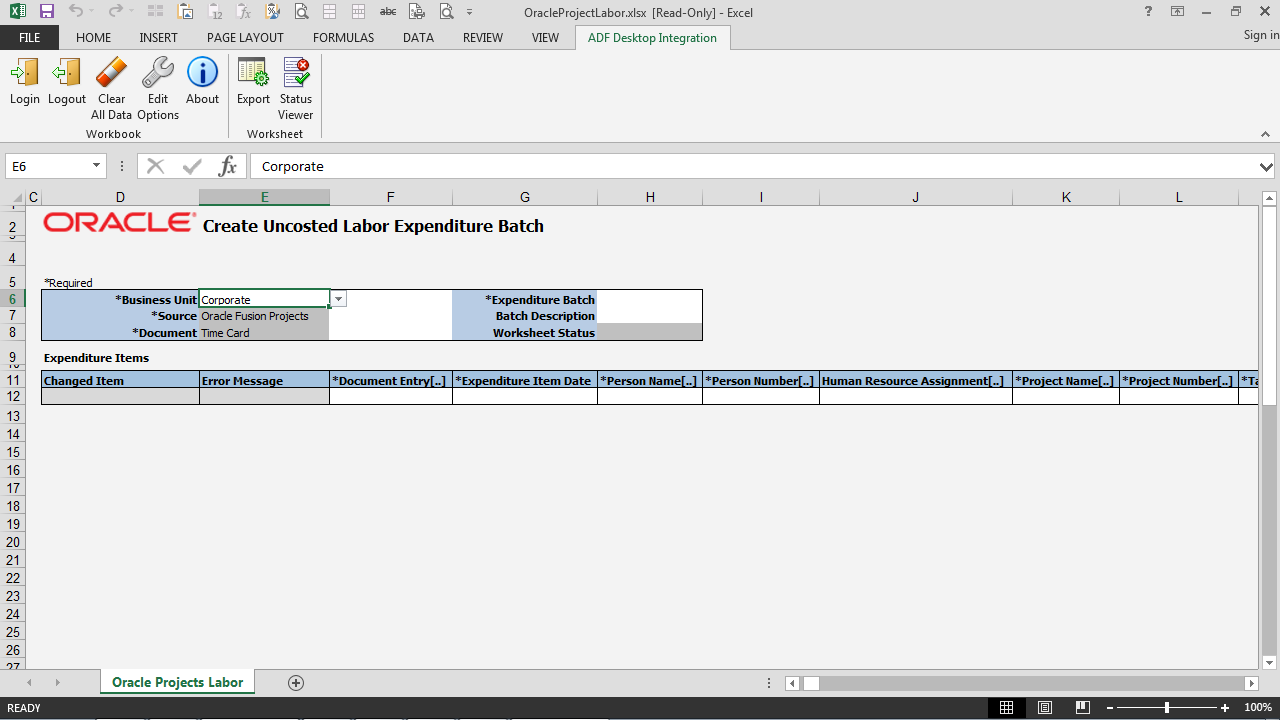 OracleProjectLabor.xlsx [Read-Only] - Excel
FILE HOME INSERT PAGE LAYOUT FORMULAS DATA REVIEW VIEW ADF Desktop Integration Sign in
Login Logout Clear All Data Edit Options About Export Status Viewer
Workbook Worksheet
E6 fx Corporate
C D E F G H I J K L
2 ORACLE Create Uncosted Labor Expenditure Batch
4
5 *Required
6 *Business Unit Corporate *Expenditure Batch
7 *Source Oracle Fusion Projects Batch Description
8 *Document Time Card Worksheet Status
9 Expenditure Items
11 Changed Item Error Message *Document Entry[..] *Expenditure Item Date *Person Name[..] *Person Number[..] Human Resource Assignment[..] *Project Name[..] *Project Number[..]
12
13
14
15
16
17
18
19
20
21
22
23
24
25
26
27
Oracle Projects Labor
READY 100%